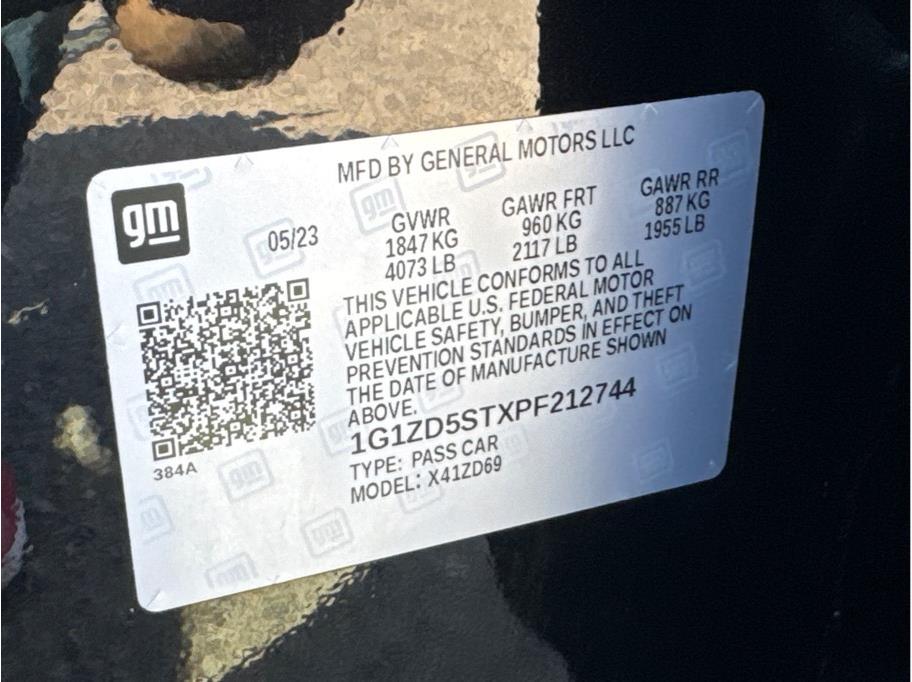 MFD BY GENERAL MOTORS LLC
gm
05/23
GVWR
1847 KG
4073 LB
GAWR FRT
960 KG
2117 LB
GAWR RR
887 KG
1955 LB
THIS VEHICLE CONFORMS TO ALL
APPLICABLE U.S. FEDERAL MOTOR
VEHICLE SAFETY, BUMPER, AND THEFT
PREVENTION STANDARDS IN EFFECT ON
THE DATE OF MANUFACTURE SHOWN
ABOVE.
1G1ZD5STXPF212744
TYPE: PASS CAR
MODEL: X41ZD69
384A